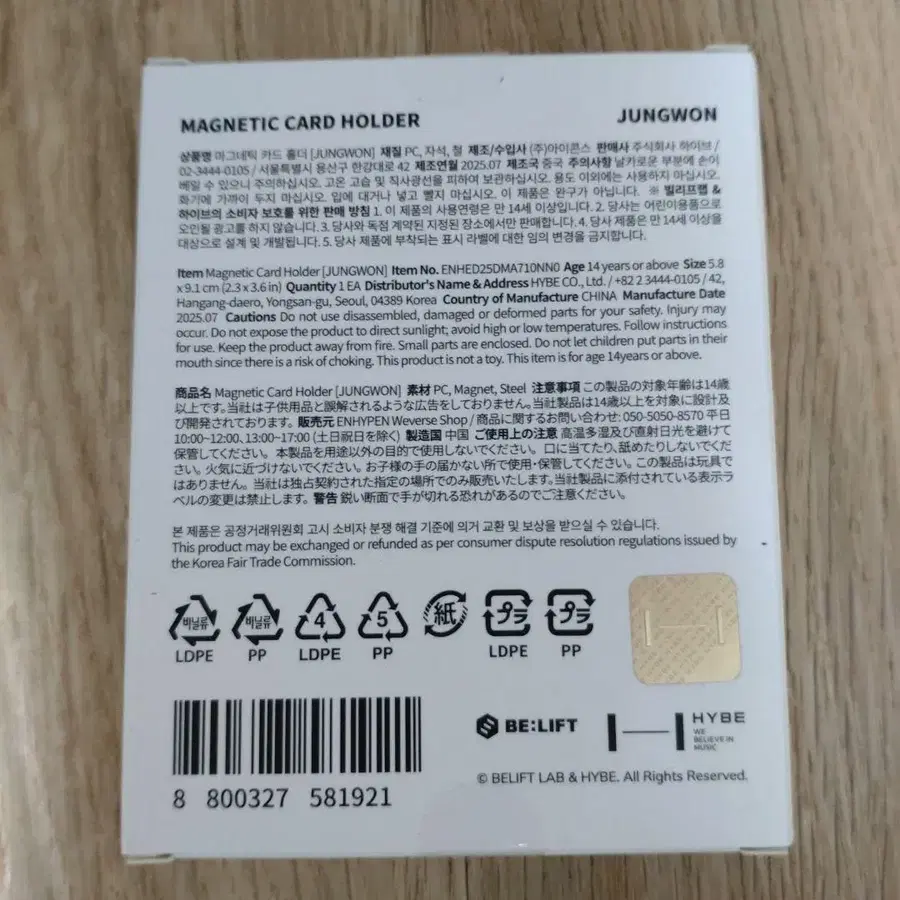 MAGNETIC CARD HOLDER
JUNGWON
상품명 마그네틱 카드 홀더 [JUNGWON] 재질 PC, 자석, 철 제조/수입사 (주)아이콘스 판매사 주식회사 하이브 /
02-3444-0105 / 서울특별시 용산구 한강대로 42 제조연월 2025.07 제조국 중국 주의사항 날카로운 부분에 손이
베일 수 있으니 주의하십시오. 고온 고습 및 직사광선을 피하여 보관하십시오. 용도 이외에는 사용하지 마십시오.
화기에 가까이 두지 마십시오. 입에 대거나 넣고 빨지 마십시오. 이 제품은 완구가 아닙니다. ※ 빌리프랩 &
하이브의 소비자 보호를 위한 판매 방침 1. 이 제품의 사용연령은 만 14세 이상입니다. 2. 당사는 어린이용품으로
오인될 광고를 하지 않습니다. 3. 당사와 독점 계약된 지정된 장소에서만 판매합니다. 4. 당사 제품은 만 14세 이상을
대상으로 설계 및 개발됩니다. 5. 당사 제품에 부착되는 표시 라벨에 대한 임의 변경을 금지합니다.
Item Magnetic Card Holder [JUNGWON] Item No. ENHED25DMA710NN0 Age 14 years or above Size 5.8
x 9.1 cm (2.3 x 3.6 in) Quantity 1 EA Distributor's Name & Address HYBE CO., Ltd. / +82 2 3444-0105 / 42,
Hangang-daero, Yongsan-gu, Seoul, 04389 Korea Country of Manufacture CHINA Manufacture Date
2025.07 Cautions Do not use disassembled, damaged or deformed parts for your safety. Injury may
occur. Do not expose the product to direct sunlight; avoid high or low temperatures. Follow instructions
for use. Keep the product away from fire. Small parts are enclosed. Do not let children put parts in their
mouth since there is a risk of choking. This product is not a toy. This item is for age 14years or above.
商品名 Magnetic Card Holder [JUNGWON] 素材 PC, Magnet, Steel 注意事項 この製品の対象年齢は14歳
以上です。当社は子供用品と誤解されるような広告をしておりません。当社製品は14歳以上を対象に設計及
び開発されております。販売元 ENHYPEN Weverse Shop / 商品に関するお問い合わせ: 050-5050-8570 平日
10:00~12:00, 13:00~17:00 (土日祝日を除く) 製造国 中国 ご使用上の注意 高温多湿及び直射日光を避けて
保管してください。本製品を用途以外の目的で使用しないでください。口に当てたり、舐めたりしないでくだ
さい。火気に近づけないでください。お子様の手の届かない所で使用・保管してください。この製品は玩具で
はありません。当社は独占契約された指定の場所でのみ販売いたします。当社製品に添付されている表示ラ
ベルの変更は禁止します。警告 鋭い断面で手が切れる恐れがあるのでご注意ください。
본 제품은 공정거래위원회 고시 소비자 분쟁 해결 기준에 의거 교환 및 보상을 받으실 수 있습니다.
This product may be exchanged or refunded as per consumer dispute resolution regulations issued by
the Korea Fair Trade Commission.
비닐류 비닐류 4 5 紙 プラ プラ
LDPE PP LDPE PP LDPE PP
BE:LIFT
HYBE
WE
BELIEVE IN
MUSIC
© BELIFT LAB & HYBE. All Rights Reserved.
8 800327 581921